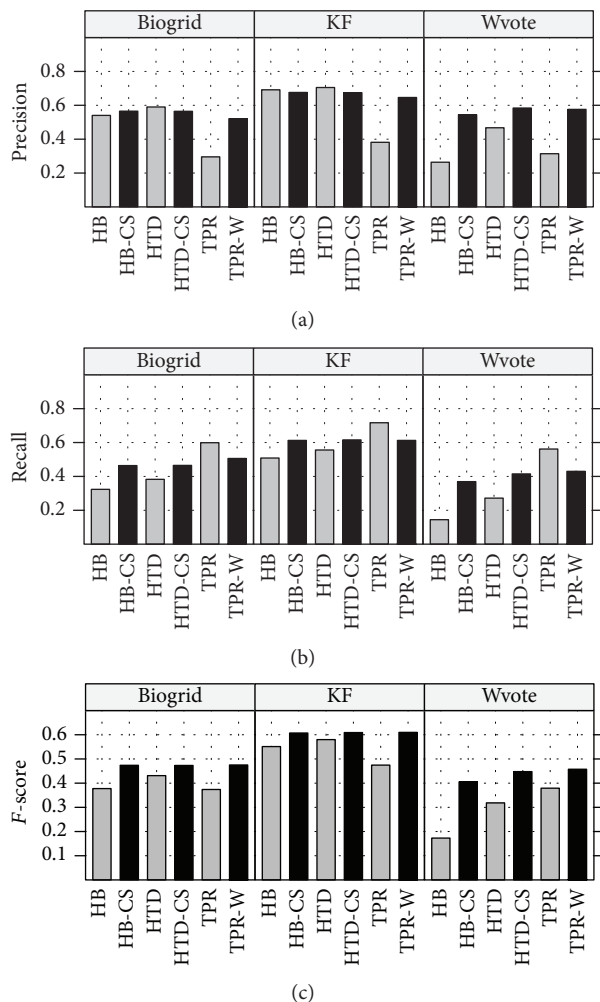 Biogrid KF Wvote
Precision
0.8
0.6
0.4
0.2
HB HB-CS HTD HTD-CS TPR TPR-W HB HB-CS HTD HTD-CS TPR TPR-W HB HB-CS HTD HTD-CS TPR TPR-W
(a)
Biogrid KF Wvote
Recall
0.8
0.6
0.4
0.2
HB HB-CS HTD HTD-CS TPR TPR-W HB HB-CS HTD HTD-CS TPR TPR-W HB HB-CS HTD HTD-CS TPR TPR-W
(b)
Biogrid KF Wvote
F-score
0.6
0.5
0.4
0.3
0.2
0.1
HB HB-CS HTD HTD-CS TPR TPR-W HB HB-CS HTD HTD-CS TPR TPR-W HB HB-CS HTD HTD-CS TPR TPR-W
(c)